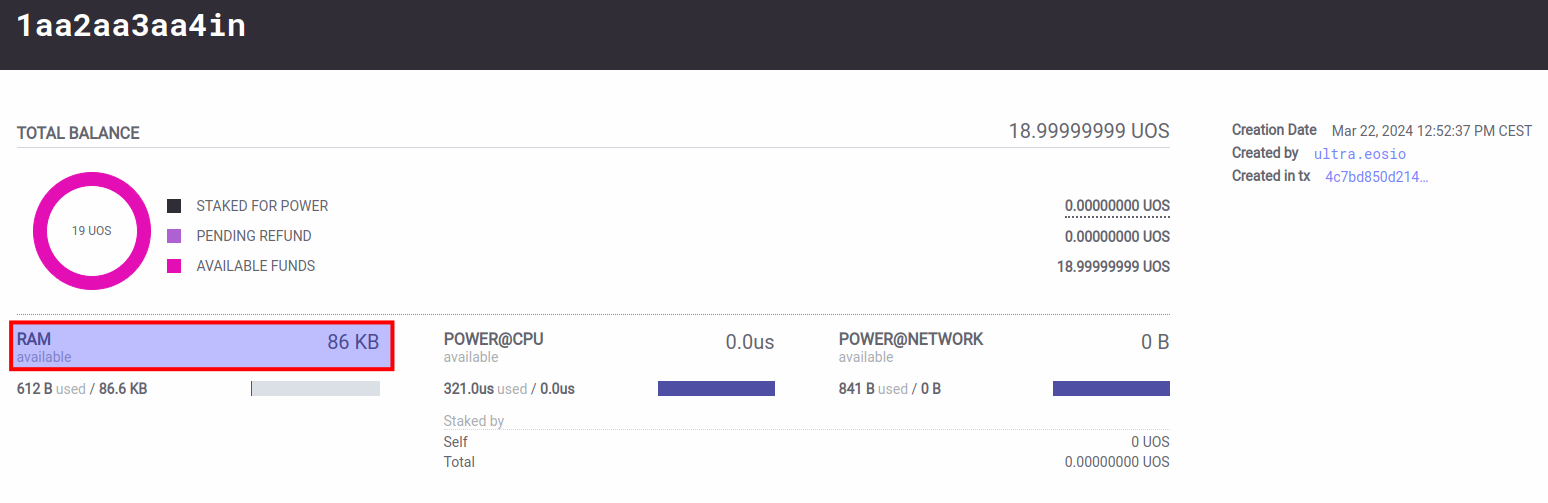 1aa2aa3aa4in
TOTAL BALANCE 18.99999999 UOS
19 UOS
STAKED FOR POWER 0.00000000 UOS
PENDING REFUND 0.00000000 UOS
AVAILABLE FUNDS 18.99999999 UOS
Creation Date Mar 22, 2024 12:52:37 PM CEST
Created by ultra.eosio
Created in tx 4c7bd850d214…
RAM 86 KB
available
612 B used / 86.6 KB
POWER@CPU 0.0us
available
321.0us used / 0.0us
POWER@NETWORK 0 B
available
841 B used / 0 B
Staked by
Self 0 UOS
Total 0.00000000 UOS